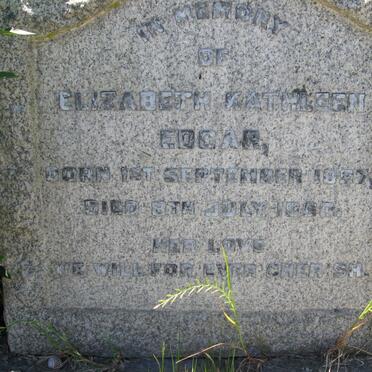 IN MEMORY
OF
ELIZABETH KATHLEEN
EDGAR,
BORN 1ST SEPTEMBER
DIED JULY
HER LOVE
WE WILL FOR EVER CHERISH.